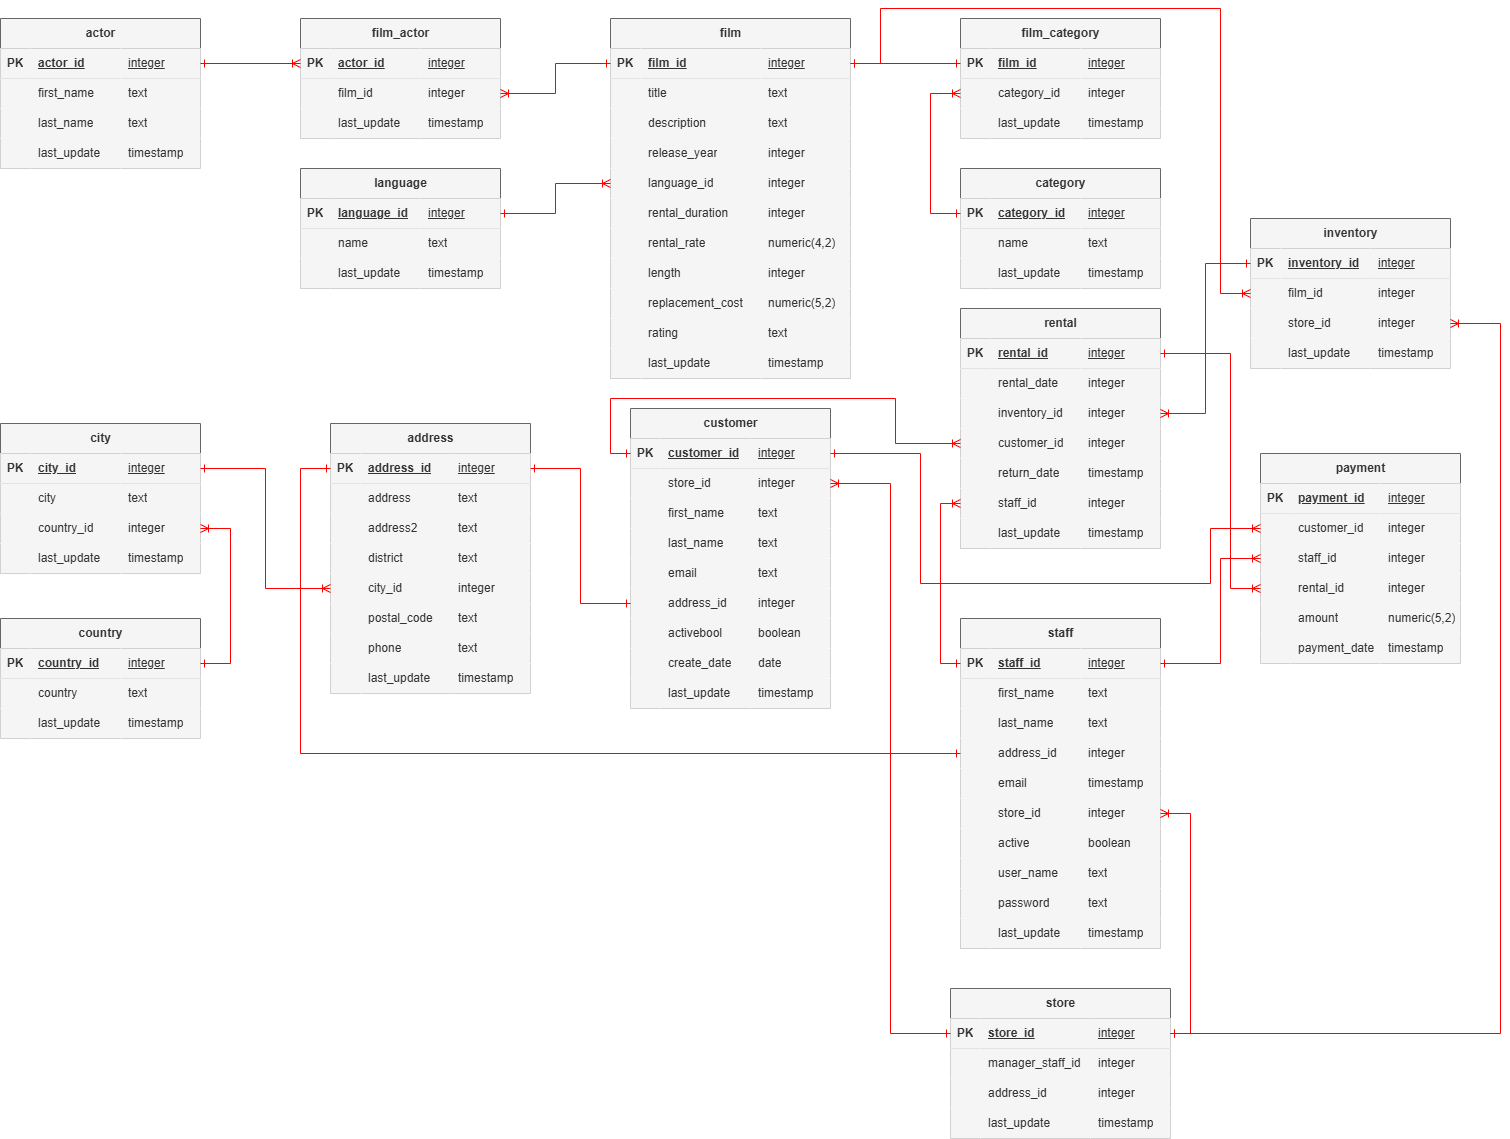 actor
PK actor_id integer
first_name text
last_name text
last_update timestamp
film_actor
PK actor_id integer
film_id integer
last_update timestamp
film
PK film_id integer
title text
description text
release_year integer
language_id integer
rental_duration integer
rental_rate numeric(4,2)
length integer
replacement_cost numeric(5,2)
rating text
last_update timestamp
film_category
PK film_id integer
category_id integer
last_update timestamp
language
PK language_id integer
name text
last_update timestamp
category
PK category_id integer
name text
last_update timestamp
inventory
PK inventory_id integer
film_id integer
store_id integer
last_update timestamp
rental
PK rental_id integer
rental_date integer
inventory_id integer
customer_id integer
return_date timestamp
staff_id integer
last_update timestamp
city
PK city_id integer
city text
country_id integer
last_update timestamp
address
PK address_id integer
address text
address2 text
district text
city_id integer
postal_code text
phone text
last_update timestamp
customer
PK customer_id integer
store_id integer
first_name text
last_name text
email text
address_id integer
activebool boolean
create_date date
last_update timestamp
payment
PK payment_id integer
customer_id integer
staff_id integer
rental_id integer
amount numeric(5,2)
payment_date timestamp
country
PK country_id integer
country text
last_update timestamp
staff
PK staff_id integer
first_name text
last_name text
address_id integer
email timestamp
store_id integer
active boolean
user_name text
password text
last_update timestamp
store
PK store_id integer
manager_staff_id integer
address_id integer
last_update timestamp